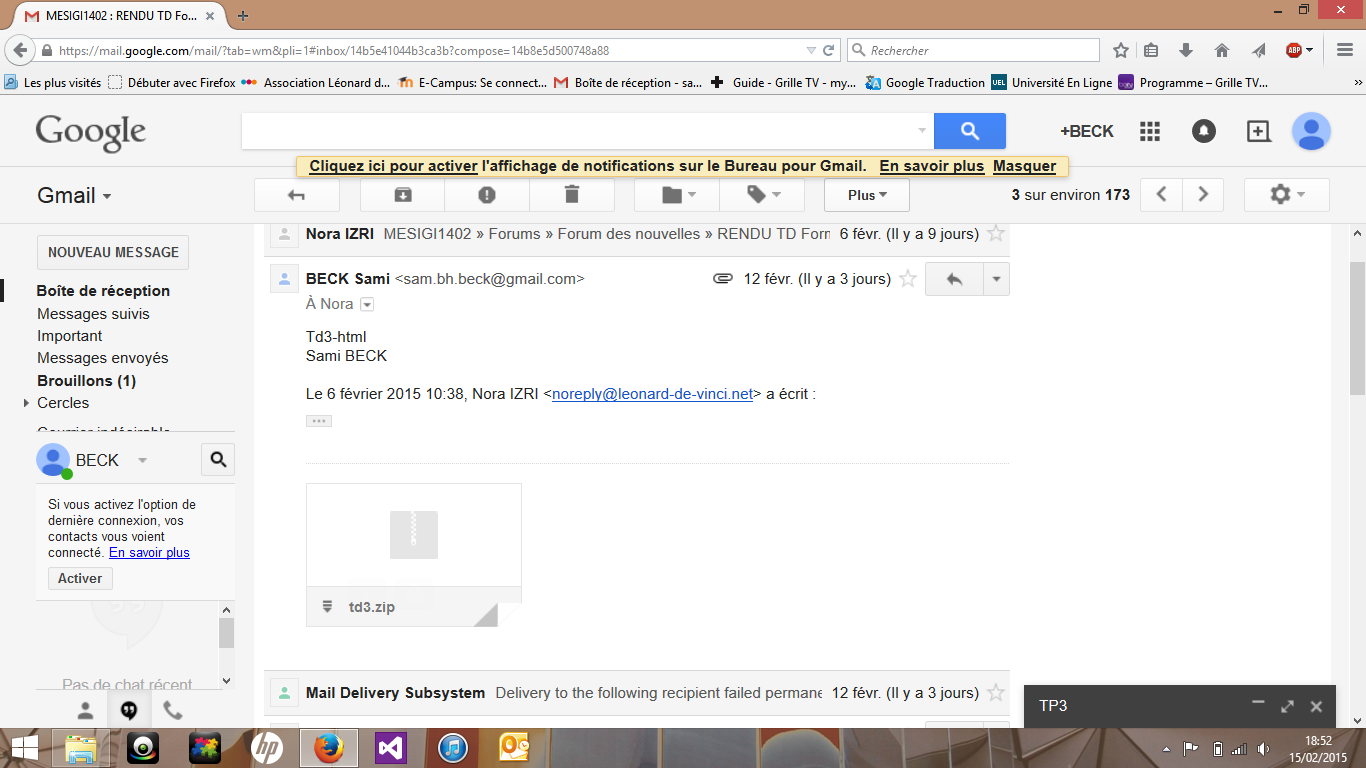 MESIGI1402 : RENDU TD Fo...
https://mail.google.com/mail/?tab=wm&pli=1#inbox/14b5e41044b3ca3b?compose=14b8e5d500748a88
Rechercher
ABP
Les plus visités
Débuter avec Firefox
Association Léonard d...
E-Campus: Se connect...
Boîte de réception - sa...
Guide - Grille TV - my...
Google Traduction
UEL Université En Ligne
Programme – Grille TV...
Google
+BECK
Cliquez ici pour activer l'affichage de notifications sur le Bureau pour Gmail. En savoir plus Masquer
Gmail
Plus
3 sur environ 173
NOUVEAU MESSAGE
Boîte de réception
Messages suivis
Important
Messages envoyés
Brouillons (1)
Cercles
Courrier indésirable
BECK
Si vous activez l'option de
dernière connexion, vos
contacts vous voient
connecté. En savoir plus
Activer
Pas de chat récent
Nora IZRI MESIGI1402 » Forums » Forum des nouvelles » RENDU TD Form 6 févr. (Il y a 9 jours)
BECK Sami <sam.bh.beck@gmail.com> 12 févr. (Il y a 3 jours)
À Nora
Td3-html
Sami BECK
Le 6 février 2015 10:38, Nora IZRI <noreply@leonard-de-vinci.net> a écrit :
td3.zip
Mail Delivery Subsystem Delivery to the following recipient failed permane 12 févr. (Il y a 3 jours)
TP3
hp
18:52
15/02/2015